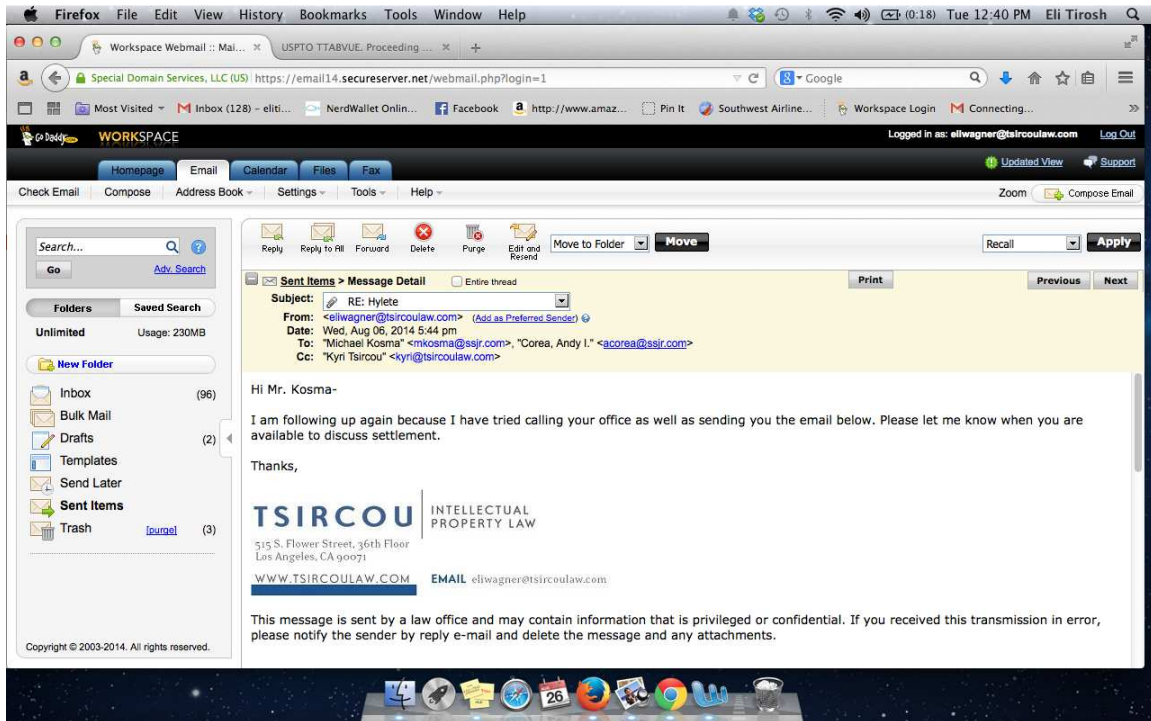 Firefox File Edit View History Bookmarks Tools Window Help (0:18) Tue 12:40 PM Eli Tirosh
Workspace Webmail :: Mai... × USPTO TTABVUE. Proceeding ... × +
Special Domain Services, LLC (US) https://email14.secureserver.net/webmail.php?login=1 Google
Most Visited Inbox (128) – eliti... NerdWallet Onlin... Facebook http://www.amaz... Pin It Southwest Airline... Workspace Login Connecting... >>
Go Daddy.com WORKSPACE Logged in as: eliwagner@tsircoulaw.com Log Out
Homepage Email Calendar Files Fax Updated View Support
Check Email Compose Address Book Settings Tools Help Zoom Compose Email
Search...
Go Adv. Search
Folders Saved Search
Unlimited Usage: 230MB
New Folder
Inbox (96)
Bulk Mail
Drafts (2)
Templates
Send Later
Sent Items
Trash [purge] (3)
Copyright © 2003-2014. All rights reserved.
Reply Reply to All Forward Delete Purge Edit and Resend Move to Folder Move Recall Apply
Sent Items > Message Detail Entire thread Print Previous Next
Subject: RE: Hylete
From: <eliwagner@tsircoulaw.com> (Add as Preferred Sender)
Date: Wed, Aug 06, 2014 5:44 pm
To: "Michael Kosma" <mkosma@ssjr.com>, "Corea, Andy I." <acorea@ssjr.com>
Cc: "Kyri Tsircou" <kyri@tsircoulaw.com>
Hi Mr. Kosma-
I am following up again because I have tried calling your office as well as sending you the email below. Please let me know when you are
available to discuss settlement.
Thanks,
TSIRCOU INTELLECTUAL
PROPERTY LAW
515 S. Flower Street, 36th Floor
Los Angeles, CA 90071
WWW.TSIRCOULAW.COM EMAIL eliwagner@tsircoulaw.com
This message is sent by a law office and may contain information that is privileged or confidential. If you received this transmission in error,
please notify the sender by reply e-mail and delete the message and any attachments.
26